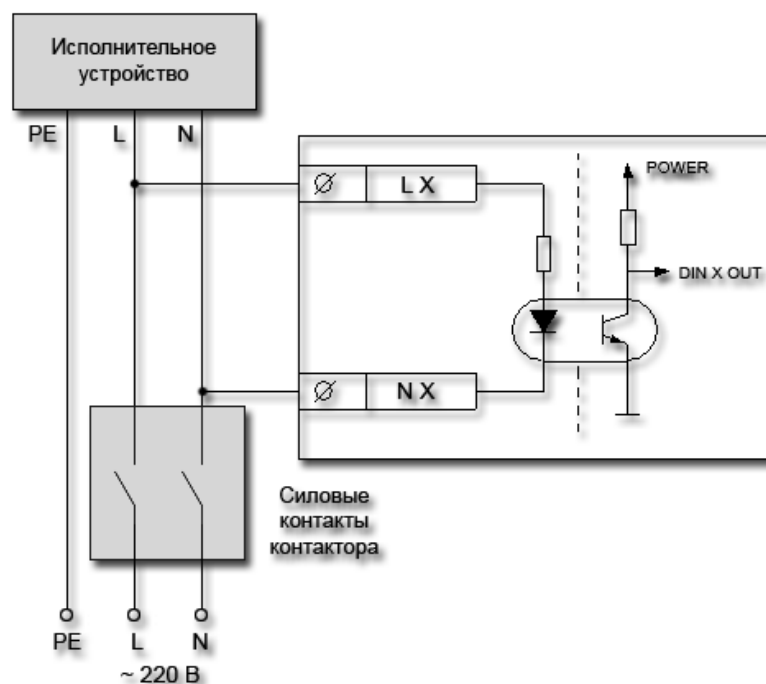 Исполнительное
устройство
PE
L
N
L X
POWER
DIN X OUT
N X
Силовые
контакты
контактора
PE
L
N
~ 220 В